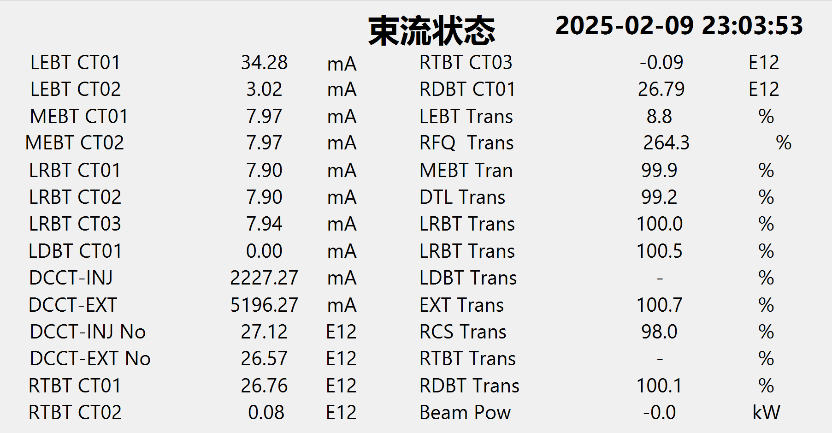 束流状态 2025-02-09 23:03:53
LEBT CT01 34.28 mA RTBT CT03 -0.09 E12
LEBT CT02 3.02 mA RDBT CT01 26.79 E12
MEBT CT01 7.97 mA LEBT Trans 8.8 %
MEBT CT02 7.97 mA RFQ Trans 264.3 %
LRBT CT01 7.90 mA MEBT Tran 99.9 %
LRBT CT02 7.90 mA DTL Trans 99.2 %
LRBT CT03 7.94 mA LRBT Trans 100.0 %
LDBT CT01 0.00 mA LRBT Trans 100.5 %
DCCT-INJ 2227.27 mA LDBT Trans - %
DCCT-EXT 5196.27 mA EXT Trans 100.7 %
DCCT-INJ No 27.12 E12 RCS Trans 98.0 %
DCCT-EXT No 26.57 E12 RTBT Trans - %
RTBT CT01 26.76 E12 RDBT Trans 100.1 %
RTBT CT02 0.08 E12 Beam Pow -0.0 kW